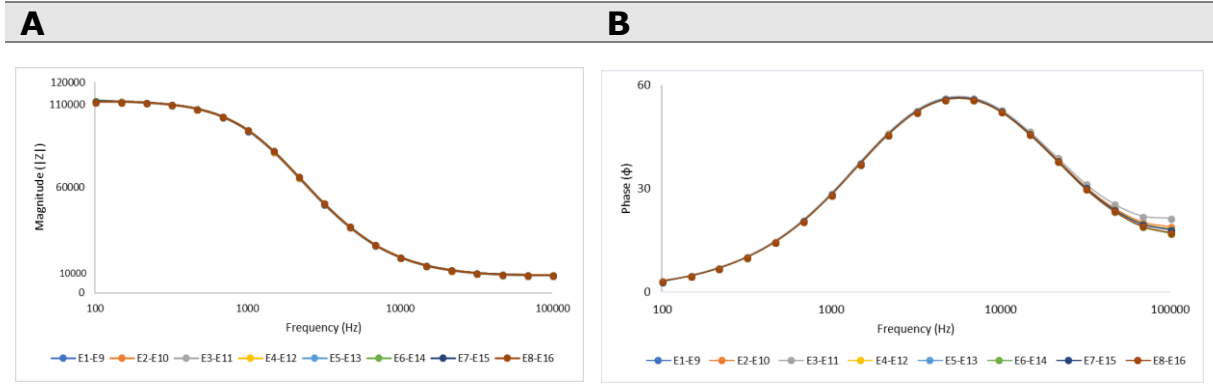 A
B
120000
110000
60000
10000
0
Magnitude (|Z|)
100
1000
10000
100000
Frequency (Hz)
E1-E9
E2-E10
E3-E11
E4-E12
E5-E13
E6-E14
E7-E15
E8-E16
60
30
0
Phase (ϕ)
100
1000
10000
100000
Frequency (Hz)
E1-E9
E2-E10
E3-E11
E4-E12
E5-E13
E6-E14
E7-E15
E8-E16